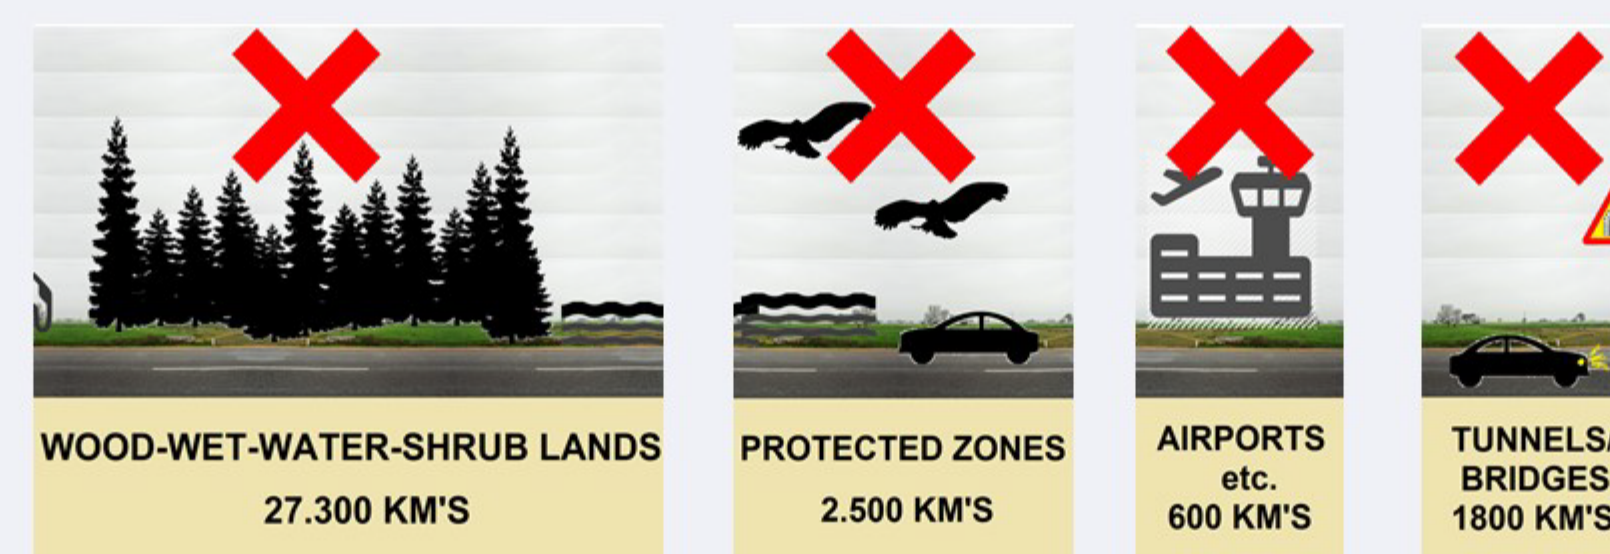 WOOD-WET-WATER-SHRUB LANDS
27.300 KM'S
PROTECTED ZONES
2.500 KM'S
AIRPORTS
etc.
600 KM'S
TUNNELS/
BRIDGES
1800 KM'S